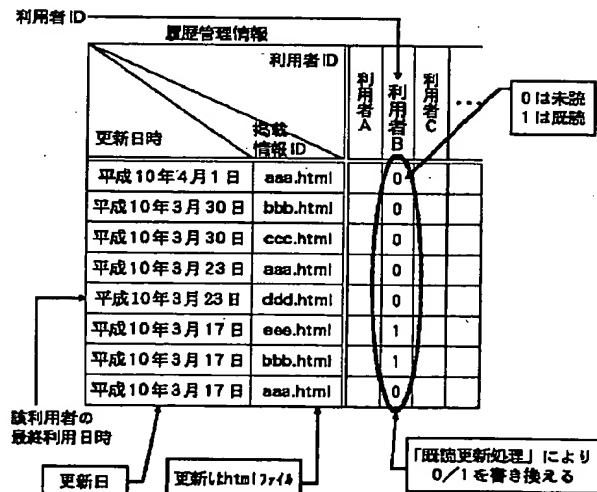 利用者ID
履歴管理情報
利用者ID
更新日時
掲載
情報ID
利用者A
利用者B
利用者C
……
0は未読
1は既読
平成10年4月1日 aaa.html 0
平成10年3月30日 bbb.html 0
平成10年3月30日 ccc.html 0
平成10年3月23日 aaa.html 0
平成10年3月23日 ddd.html 0
平成10年3月17日 eee.html 1
平成10年3月17日 bbb.html 1
平成10年3月17日 aaa.html 0
該利用者の
最終利用日時
更新日
更新したhtmlファイル
「既読更新処理」により
0/1を書き換える